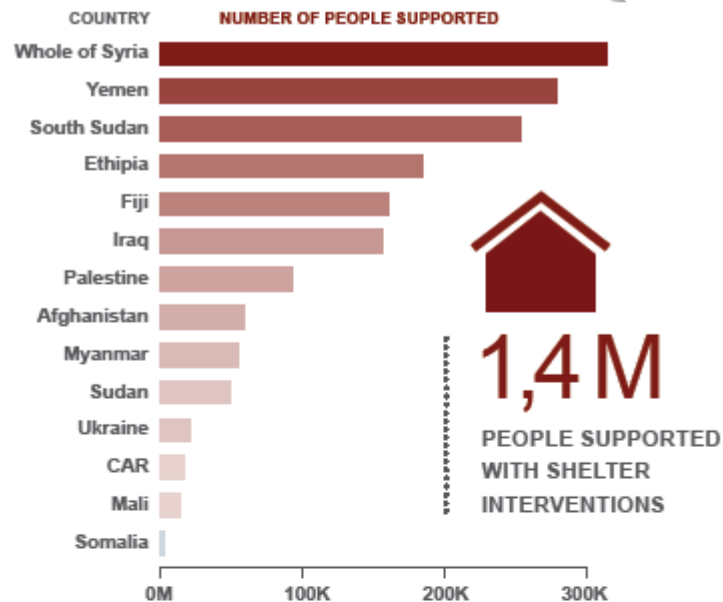 COUNTRY NUMBER OF PEOPLE SUPPORTED
Whole of Syria
Yemen
South Sudan
Ethipia
Fiji
Iraq
Palestine
Afghanistan
Myanmar
Sudan
Ukraine
CAR
Mali
Somalia
1,4 M
PEOPLE SUPPORTED
WITH SHELTER
INTERVENTIONS
0M 100K 200K 300K